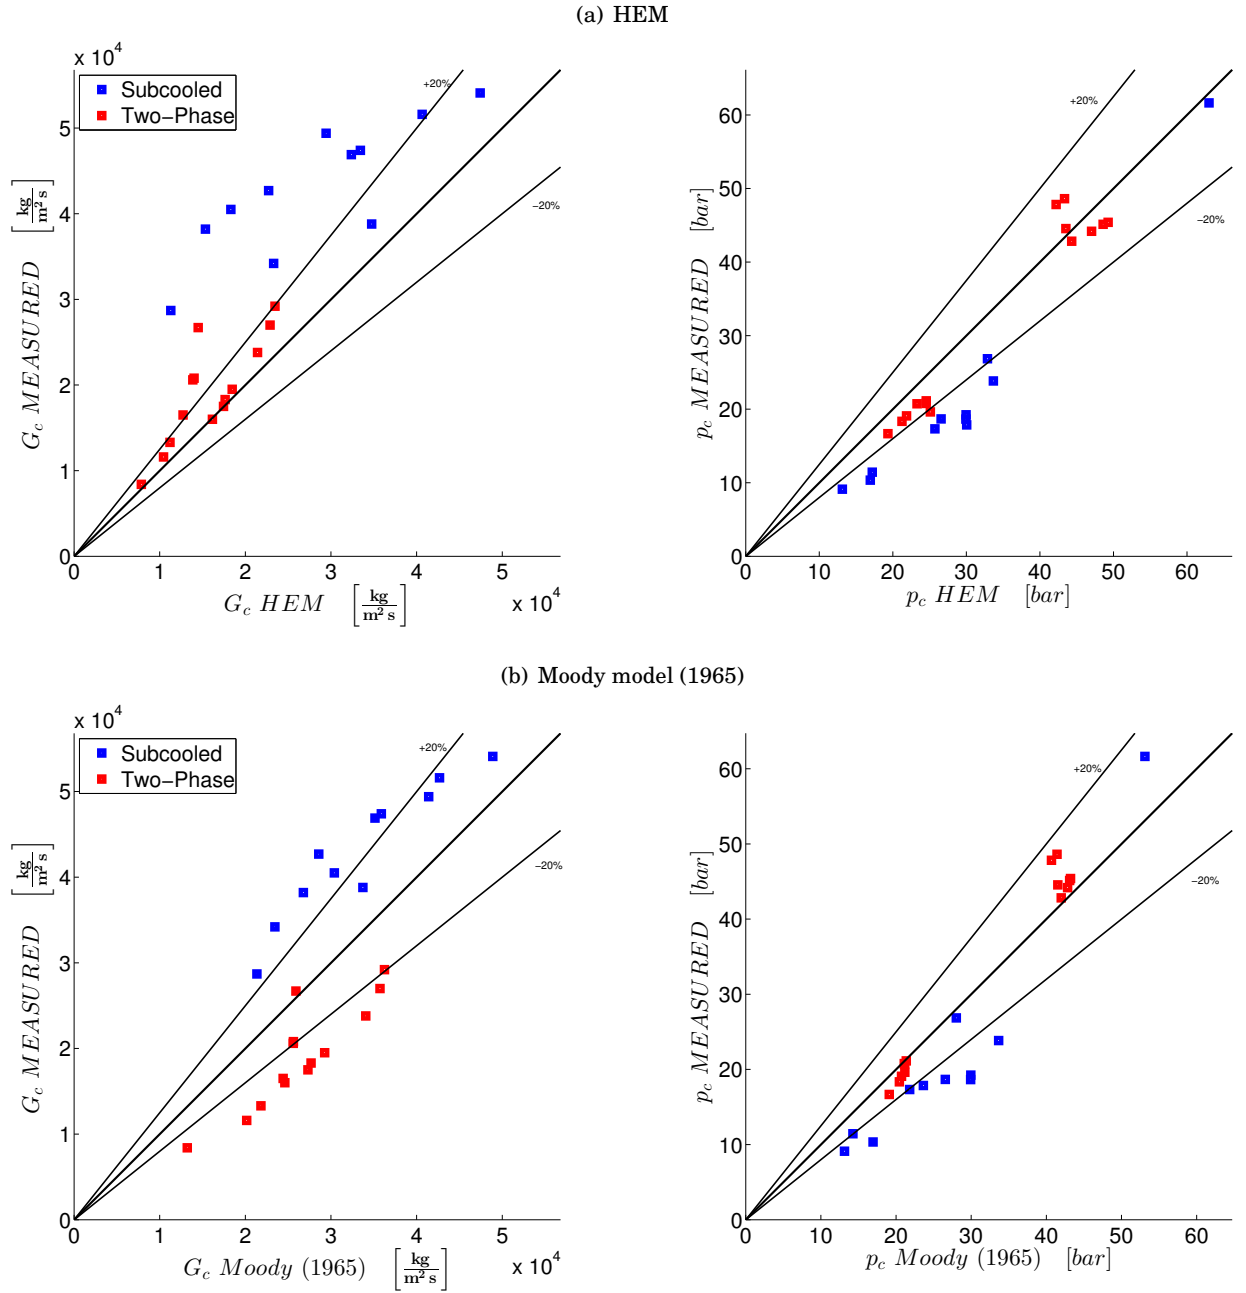 (a) HEM
x 10^4
Subcooled
Two-Phase
+20%
-20%
5
4
3
2
1
0
0 1 2 3 4 5
G_c MEASURED [kg/m² s]
G_c HEM [kg/m² s]
x 10^4
+20%
-20%
60
50
40
30
20
10
0
0 10 20 30 40 50 60
p_c MEASURED [bar]
p_c HEM [bar]
(b) Moody model (1965)
x 10^4
Subcooled
Two-Phase
+20%
-20%
5
4
3
2
1
0
0 1 2 3 4 5
G_c MEASURED [kg/m² s]
G_c Moody (1965) [kg/m² s]
x 10^4
+20%
-20%
60
50
40
30
20
10
0
0 10 20 30 40 50 60
p_c MEASURED [bar]
p_c Moody (1965) [bar]